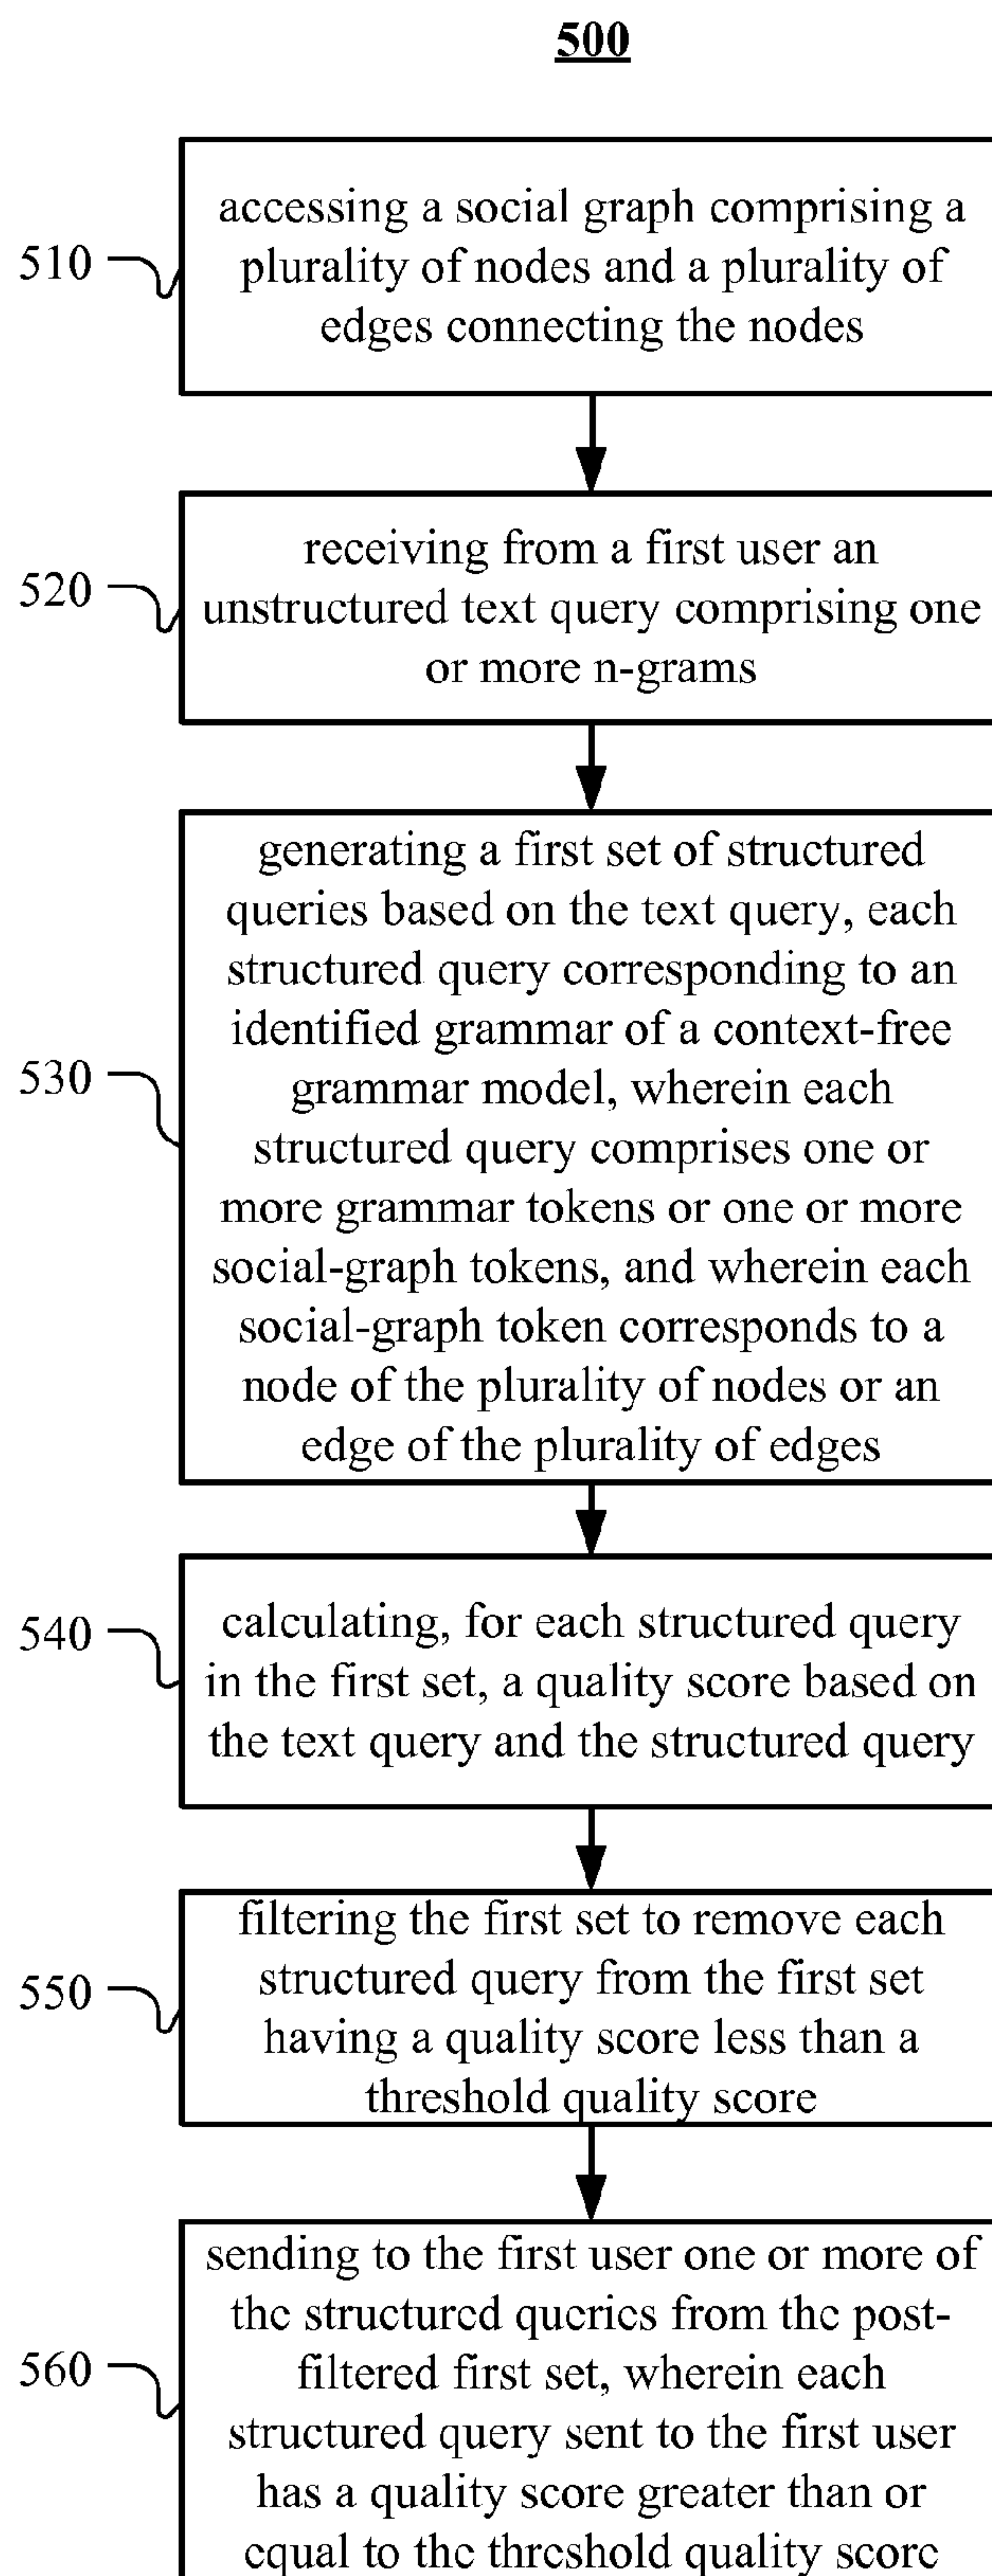 500
510
accessing a social graph comprising a
plurality of nodes and a plurality of
edges connecting the nodes
520
receiving from a first user an
unstructured text query comprising one
or more n-grams
530
generating a first set of structured
queries based on the text query, each
structured query corresponding to an
identified grammar of a context-free
grammar model, wherein each
structured query comprises one or
more grammar tokens or one or more
social-graph tokens, and wherein each
social-graph token corresponds to a
node of the plurality of nodes or an
edge of the plurality of edges
540
calculating, for each structured query
in the first set, a quality score based on
the text query and the structured query
550
filtering the first set to remove each
structured query from the first set
having a quality score less than a
threshold quality score
560
sending to the first user one or more of
the structured queries from the post-
filtered first set, wherein each
structured query sent to the first user
has a quality score greater than or
equal to the threshold quality score